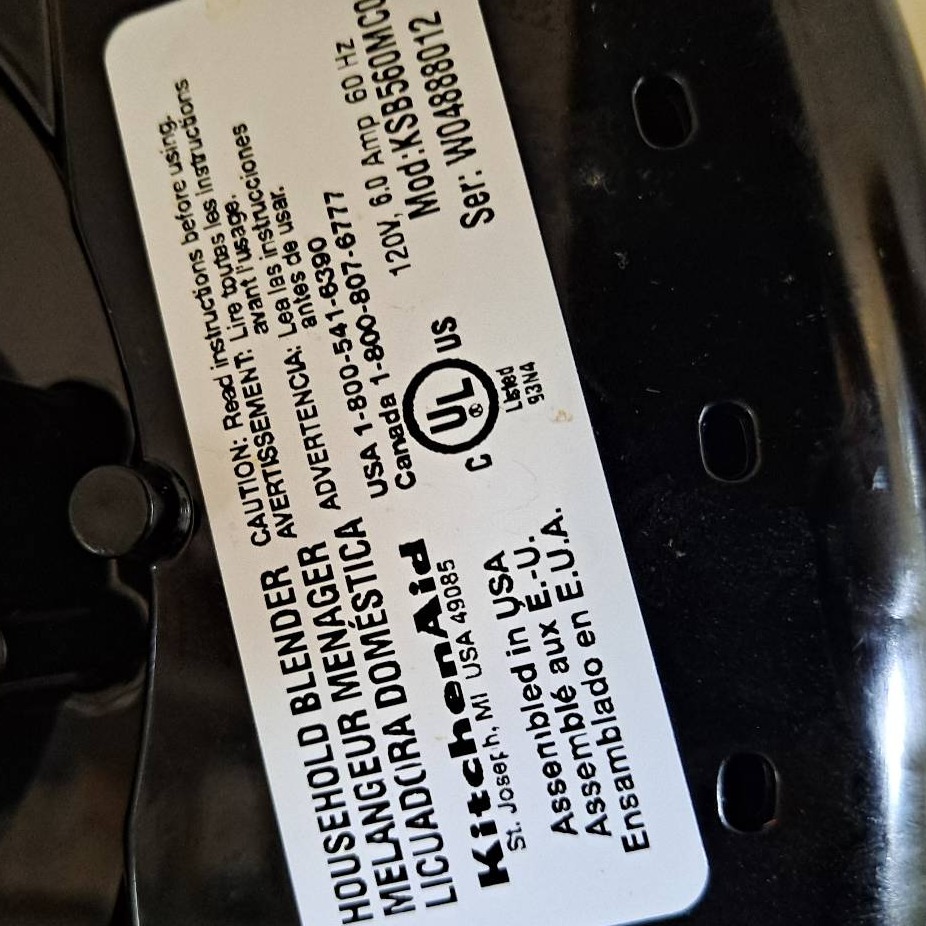 HOUSEHOLD BLENDER
MELANGEUR MENAGER
LICUADORA DOMÉSTICA
CAUTION: Read instructions before using.
AVERTISSEMENT: Lire toutes les instructions
avant l'usage.
ADVERTENCIA: Lea las instrucciones
antes de usar.
USA 1-800-541-6390
Canada 1-800-807-6777
KitchenAid
St. Joseph, MI USA 49085
Assembled in USA
Assemblé aux E.-U.
Ensamblado en E.U.A.
C UL® US
Listed
93N4
120V, 6.0 Amp 60 Hz
Mod:KSB560MC0
Ser: W04888012